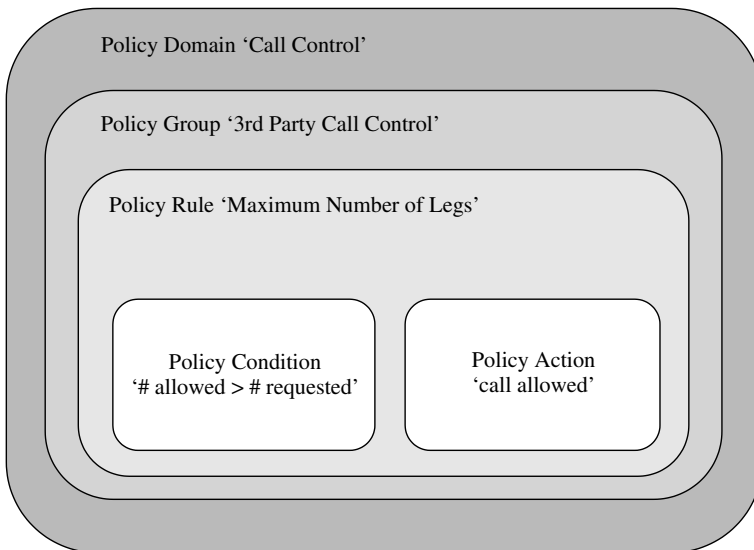 Policy Domain ‘Call Control’
Policy Group ‘3rd Party Call Control’
Policy Rule ‘Maximum Number of Legs’
Policy Condition
‘# allowed > # requested’
Policy Action
‘call allowed’